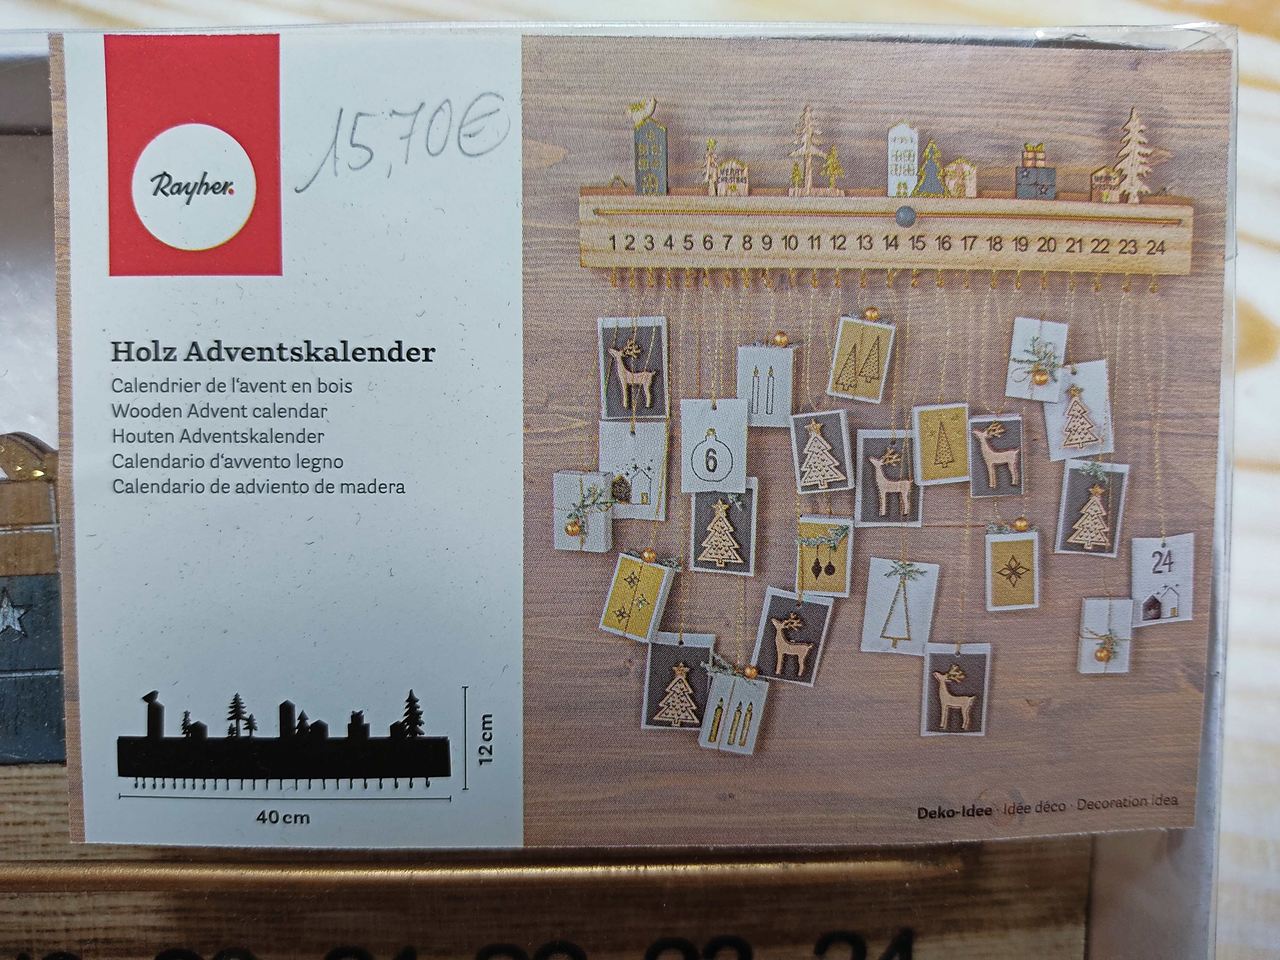 Rayher.
15,70€
Holz Adventskalender
Calendrier de l'avent en bois
Wooden Advent calendar
Houten Adventskalender
Calendario d'avvento legno
Calendario de adviento de madera
12 cm
40 cm
MERRY CHRISTMAS
1 2 3 4 5 6 7 8 9 10 11 12 13 14 15 16 17 18 19 20 21 22 23 24
6
24
Deko-Idee · Idée déco · Decoration idea